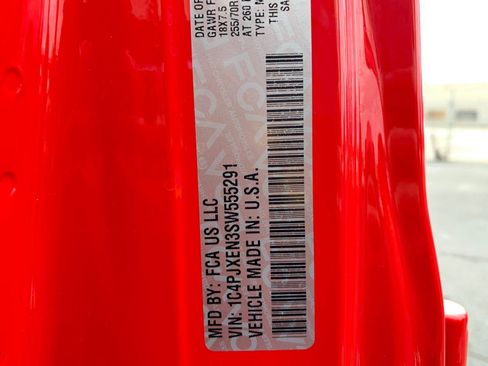 DATE OF
GAWR F
18X7.5
255/70R
AT 260
TYPE:
THIS
SA
MFD BY: FCA US LLC
VIN: 1C4PJXEN3SW555291
VEHICLE MADE IN: U.S.A.